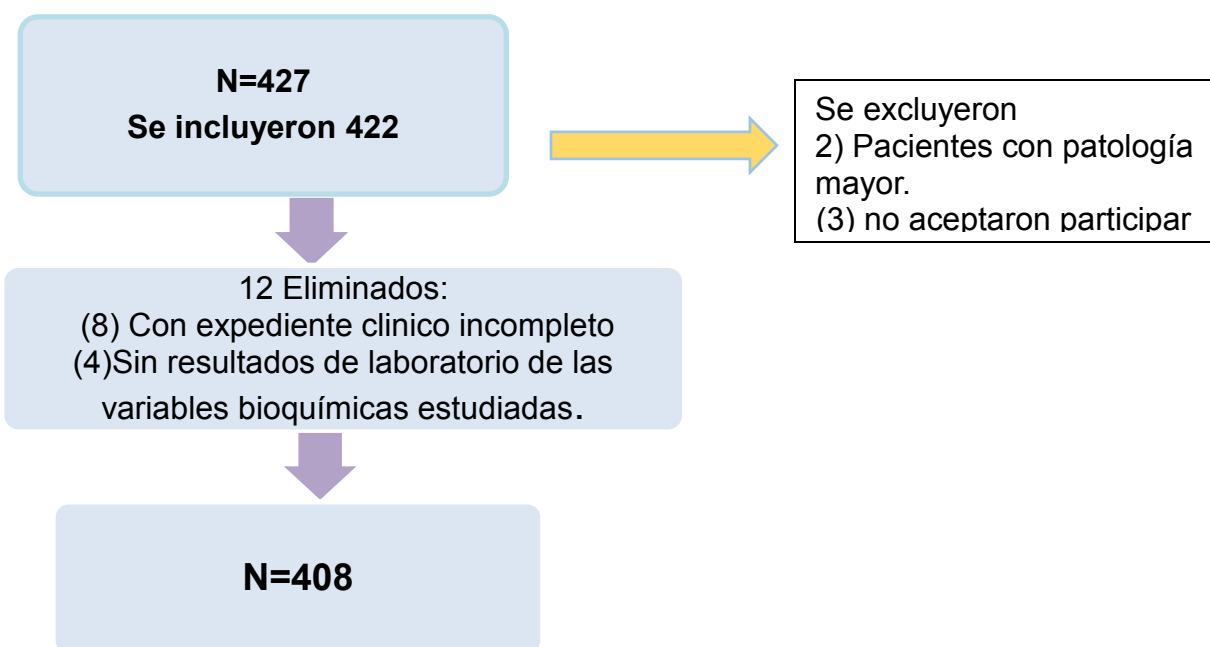 N=427
Se incluyeron 422
Se excluyeron
2) Pacientes con patología
mayor.
(3) no aceptaron participar
12 Eliminados:
(8) Con expediente clinico incompleto
(4)Sin resultados de laboratorio de las
variables bioquímicas estudiadas.
N=408